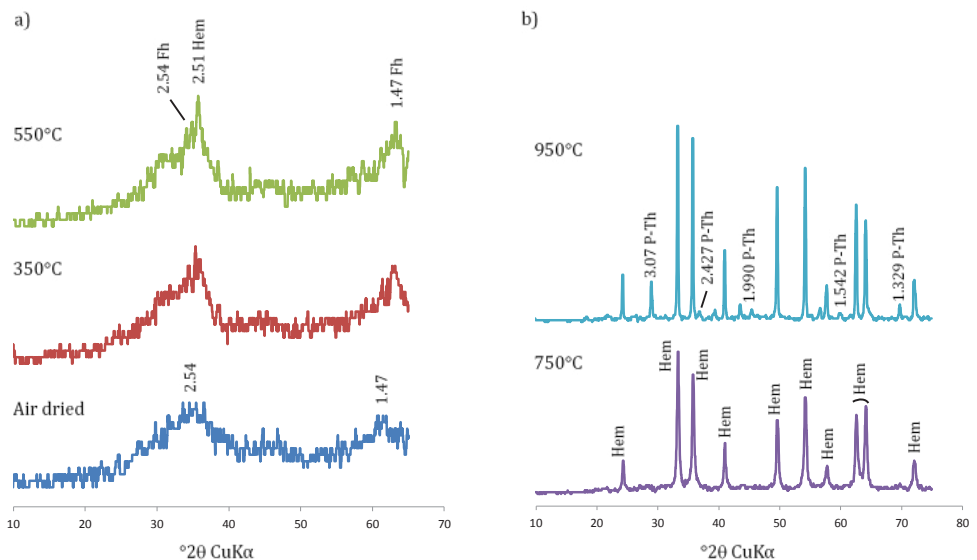 a)
2.54 Fh
2.51 Hem
1.47 Fh
550°C
350°C
Air dried
2.54
1.47
10 20 30 40 50 60 70
°2θ CuKα
b)
950°C
3.07 P-Th
2.427 P-Th
1.990 P-Th
1.542 P-Th
1.329 P-Th
750°C
Hem
Hem
Hem
Hem
Hem
Hem
Hem
Hem
Hem
10 20 30 40 50 60 70 80
°2θ CuKα